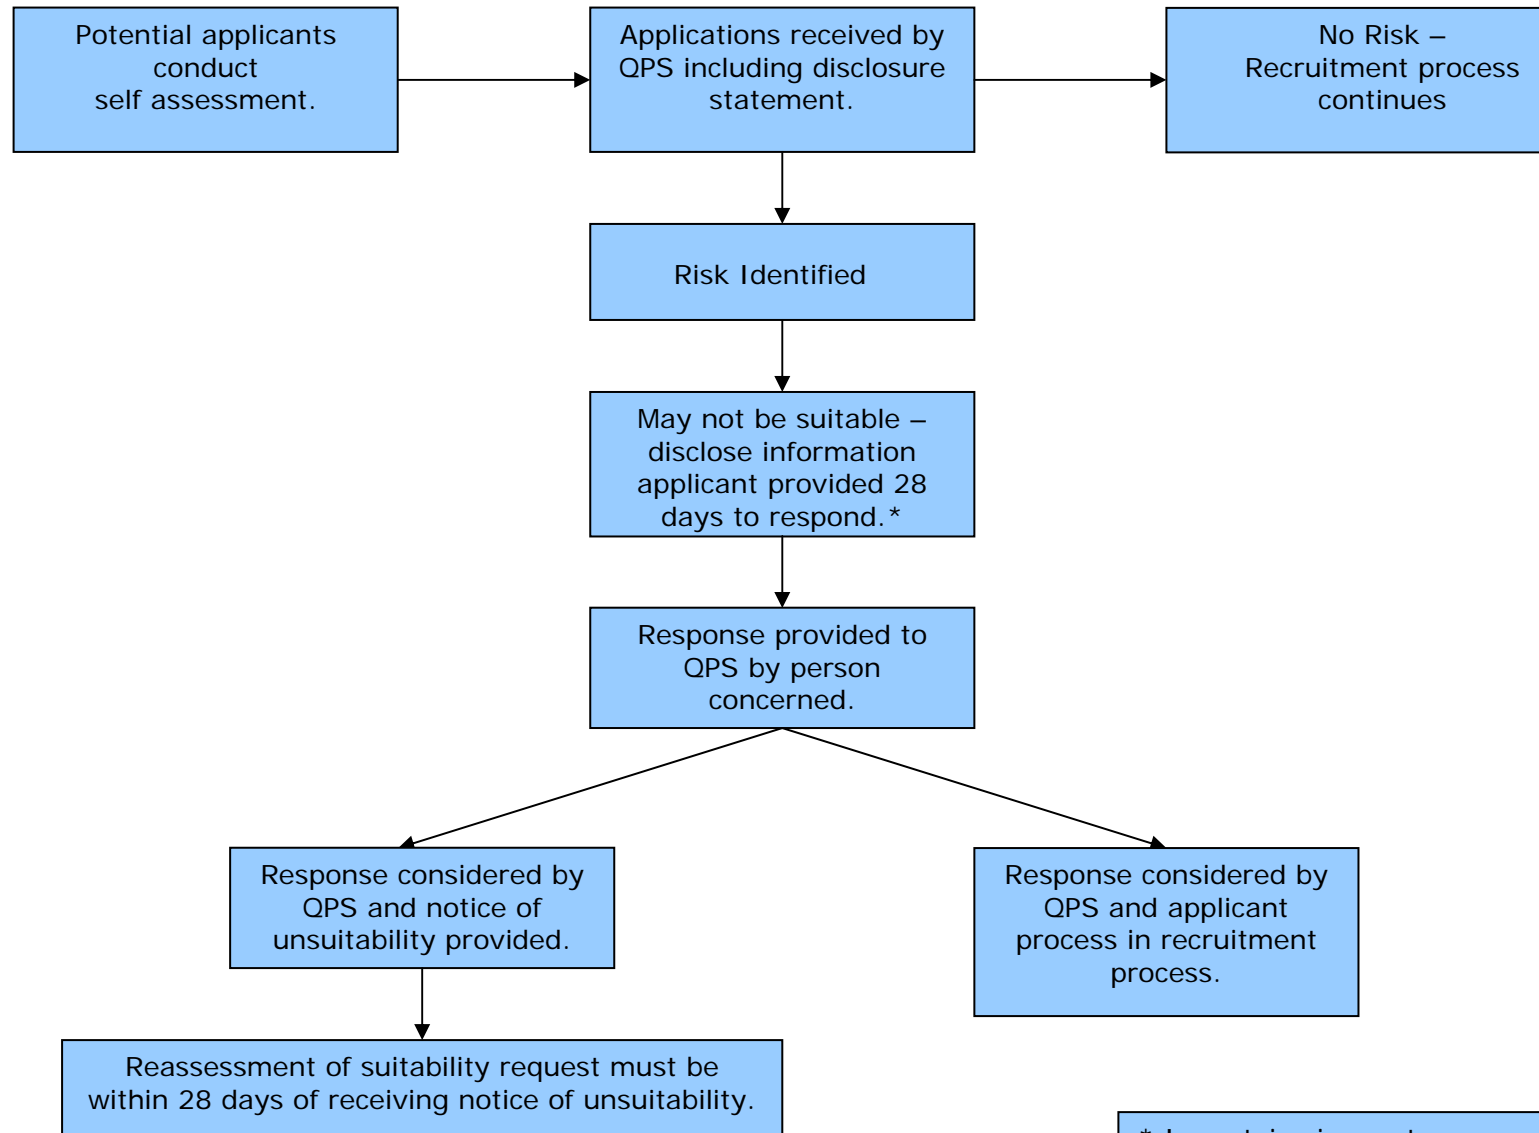 Potential applicants
conduct
self assessment.
Applications received by
QPS including disclosure
statement.
No Risk –
Recruitment process
continues
Risk Identified
May not be suitable –
disclose information
applicant provided 28
days to respond.*
Response provided to
QPS by person
concerned.
Response considered by
QPS and notice of
unsuitability provided.
Response considered by
QPS and applicant
process in recruitment
process.
Reassessment of suitability request must be
within 28 days of receiving notice of unsuitability.